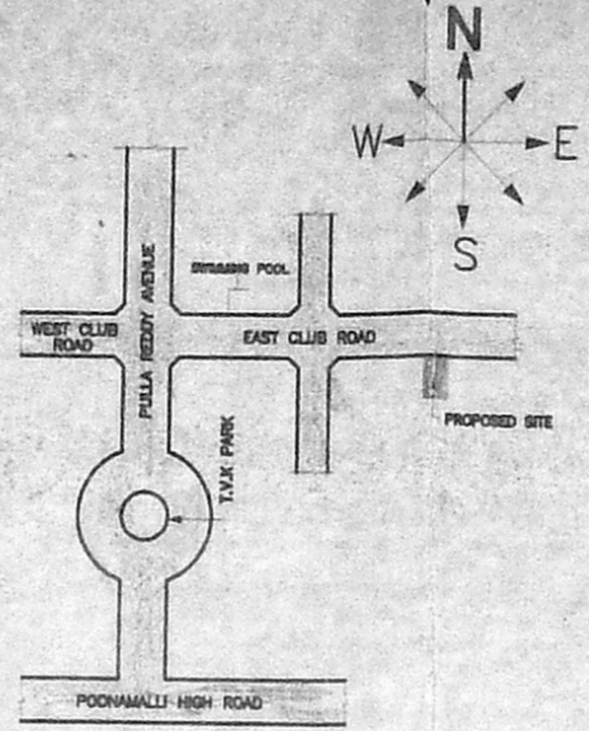 N
W
E
S
SWIMMING POOL
PULLA REDDY AVENUE
WEST CLUB
ROAD
EAST CLUB ROAD
PROPOSED SITE
T.V.K PARK
POONAMALLI HIGH ROAD